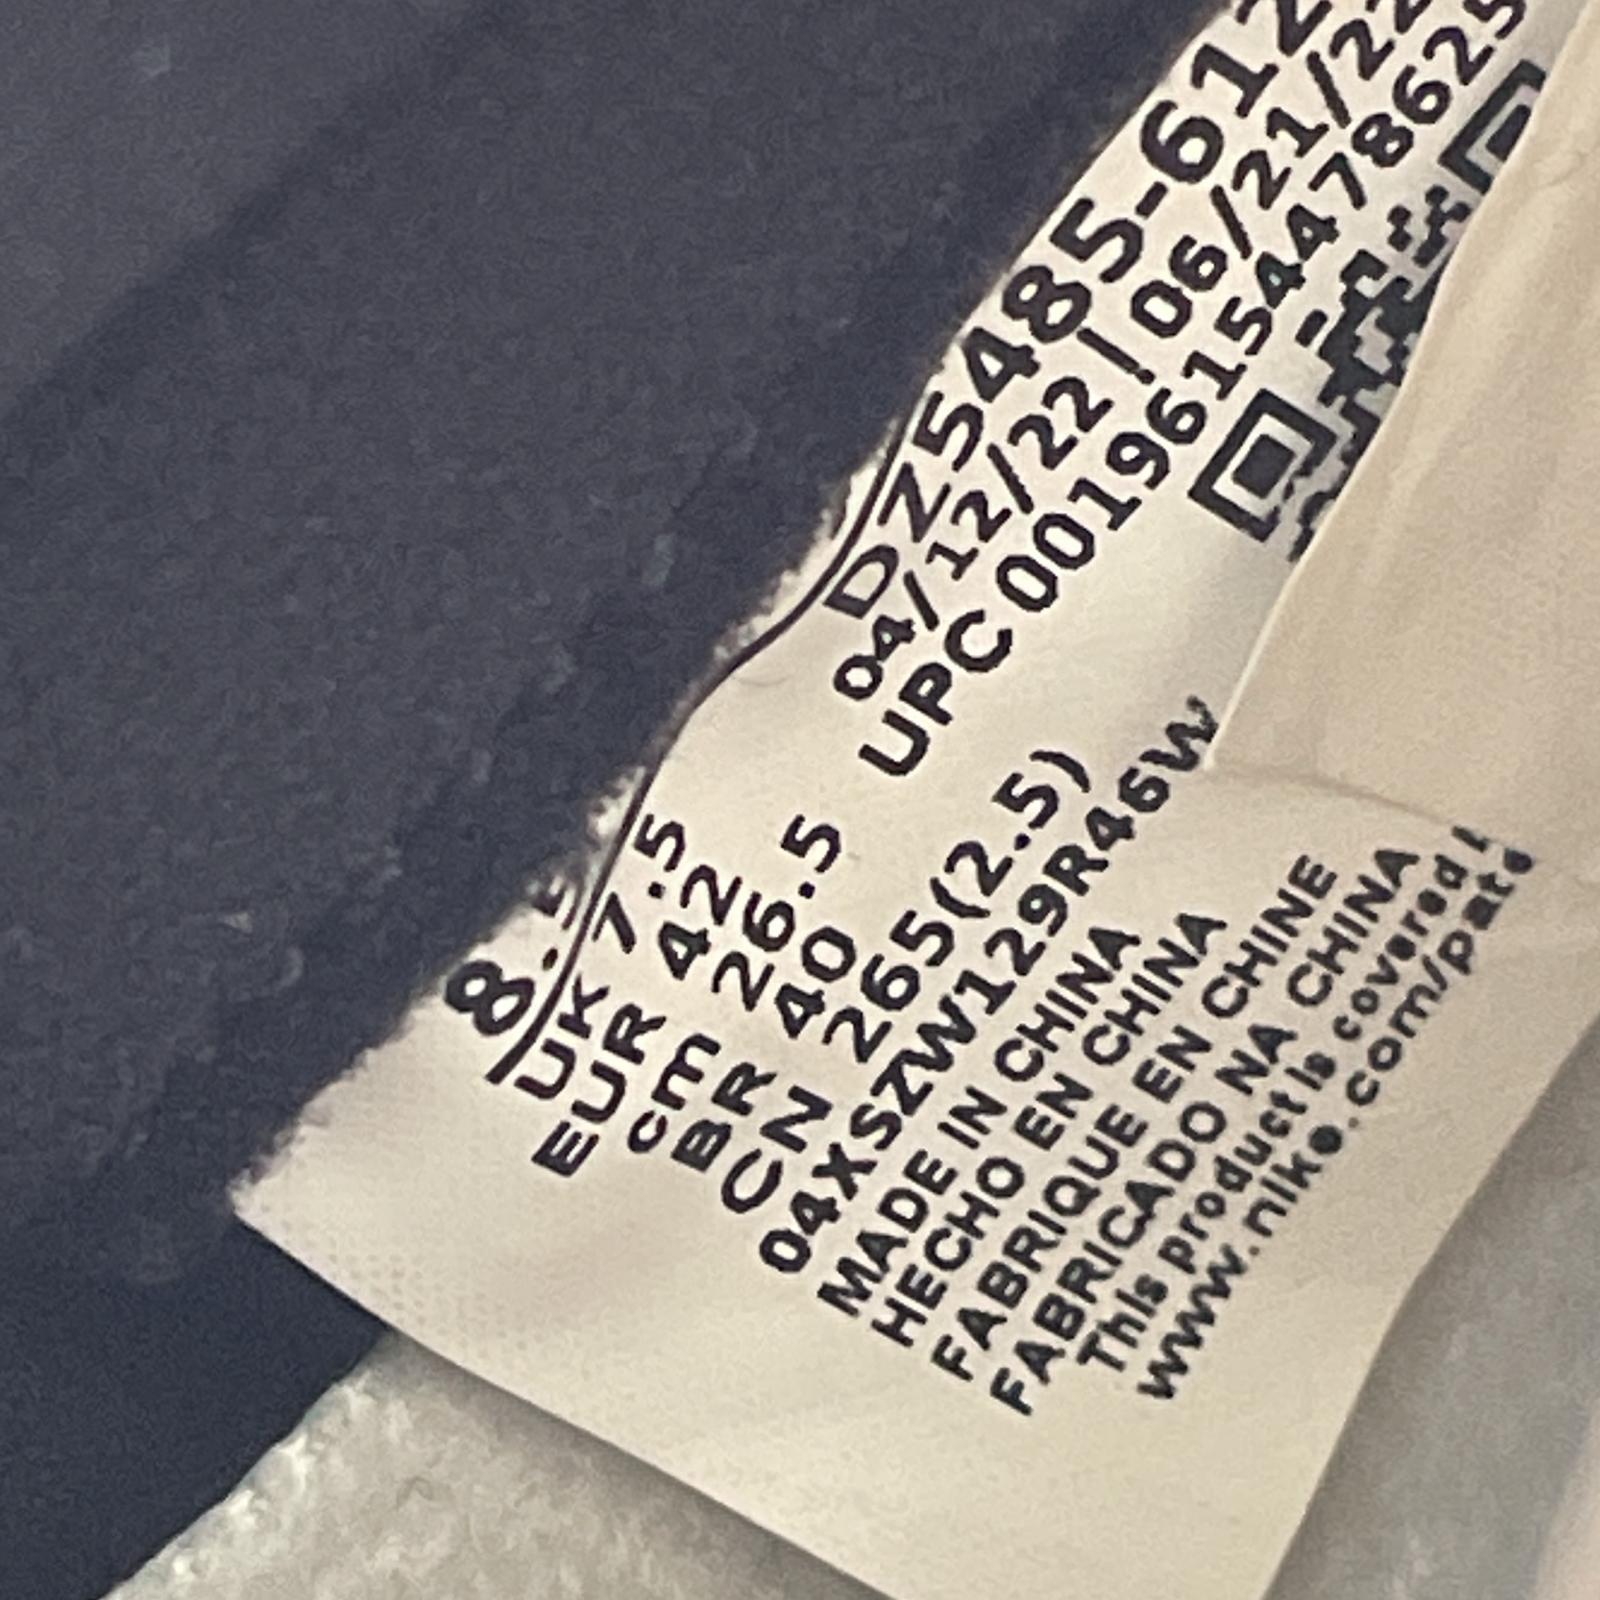 8.5
UK 7.5
EUR 42
cm 26.5
BR 40
CN 265(2.5)
04XSZW129R46W
DZ5485-612
04/12/22 | 06/21/22
UPC 00196154478625
MADE IN CHINA
HECHO EN CHINA
FABRIQUE EN CHINE
FABRICADO NA CHINA
This product is covered
www.nike.com/pat